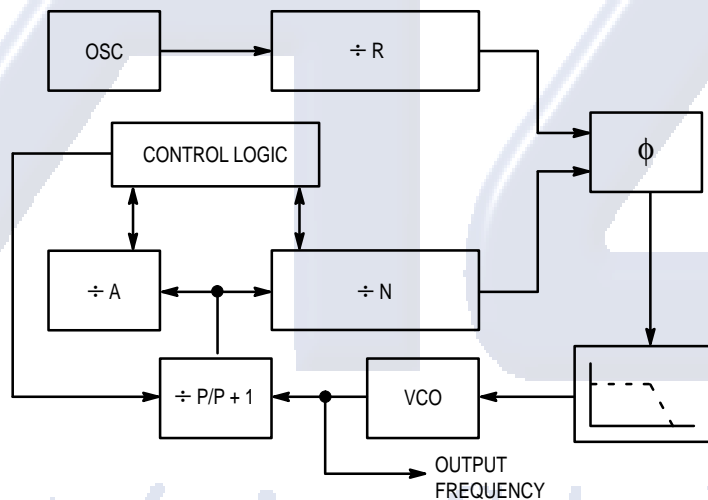 OSC
÷ R
CONTROL LOGIC
ϕ
÷ A
÷ N
÷ P/P + 1
VCO
OUTPUT
FREQUENCY